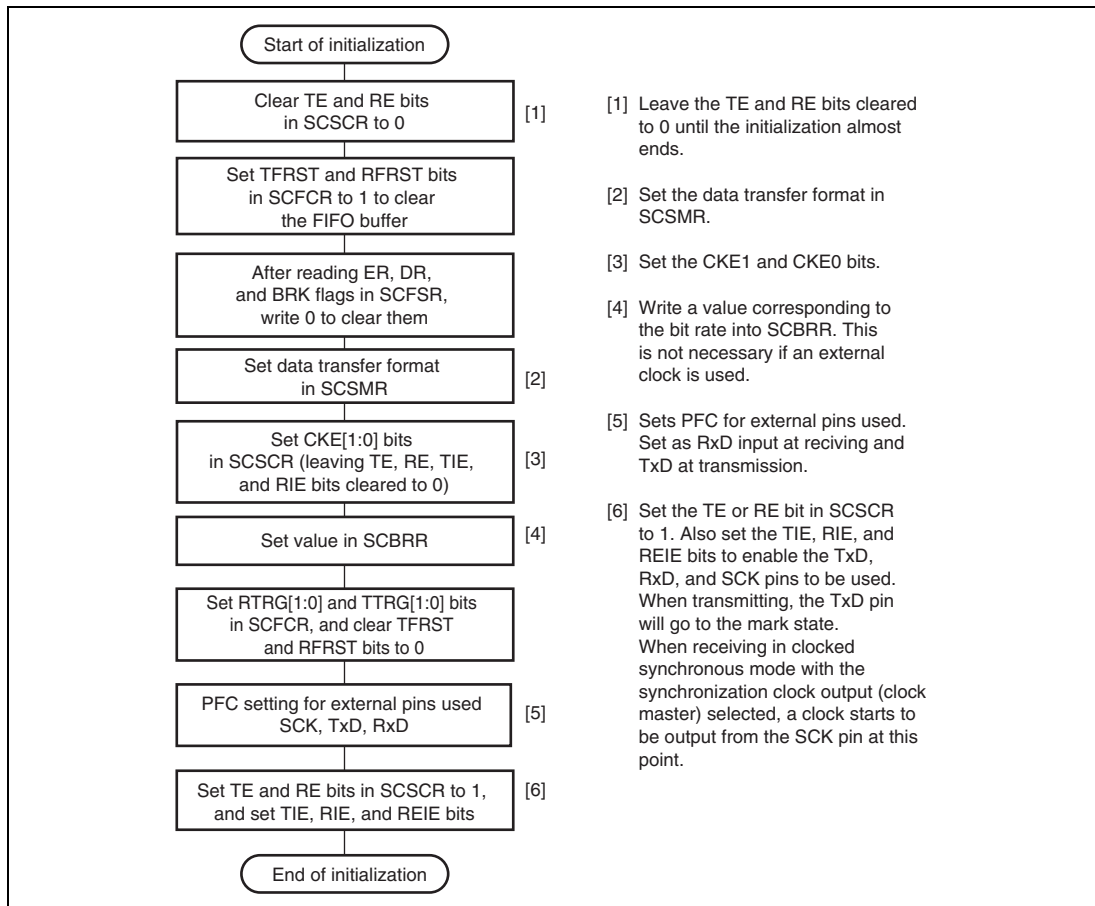 Start of initialization
Clear TE and RE bits
in SCSCR to 0
[1]
Set TFRST and RFRST bits
in SCFCR to 1 to clear
the FIFO buffer
After reading ER, DR,
and BRK flags in SCFSR,
write 0 to clear them
Set data transfer format
in SCSMR
[2]
Set CKE[1:0] bits
in SCSCR (leaving TE, RE, TIE,
and RIE bits cleared to 0)
[3]
Set value in SCBRR
[4]
Set RTRG[1:0] and TTRG[1:0] bits
in SCFCR, and clear TFRST
and RFRST bits to 0
PFC setting for external pins used
SCK, TxD, RxD
[5]
Set TE and RE bits in SCSCR to 1,
and set TIE, RIE, and REIE bits
[6]
End of initialization
[1] Leave the TE and RE bits cleared
to 0 until the initialization almost
ends.
[2] Set the data transfer format in
SCSMR.
[3] Set the CKE1 and CKE0 bits.
[4] Write a value corresponding to
the bit rate into SCBRR. This
is not necessary if an external
clock is used.
[5] Sets PFC for external pins used.
Set as RxD input at reciving and
TxD at transmission.
[6] Set the TE or RE bit in SCSCR
to 1. Also set the TIE, RIE, and
REIE bits to enable the TxD,
RxD, and SCK pins to be used.
When transmitting, the TxD pin
will go to the mark state.
When receiving in clocked
synchronous mode with the
synchronization clock output (clock
master) selected, a clock starts to
be output from the SCK pin at this
point.